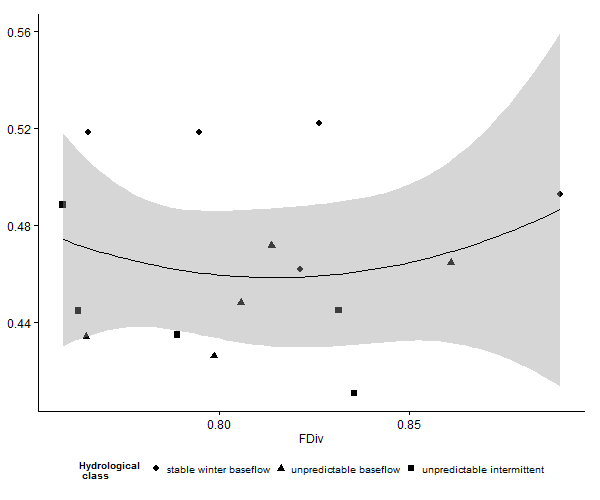 0.56
0.52
0.48
0.44
0.80 0.85
FDiv
Hydrological
class
stable winter baseflow unpredictable baseflow unpredictable intermittent